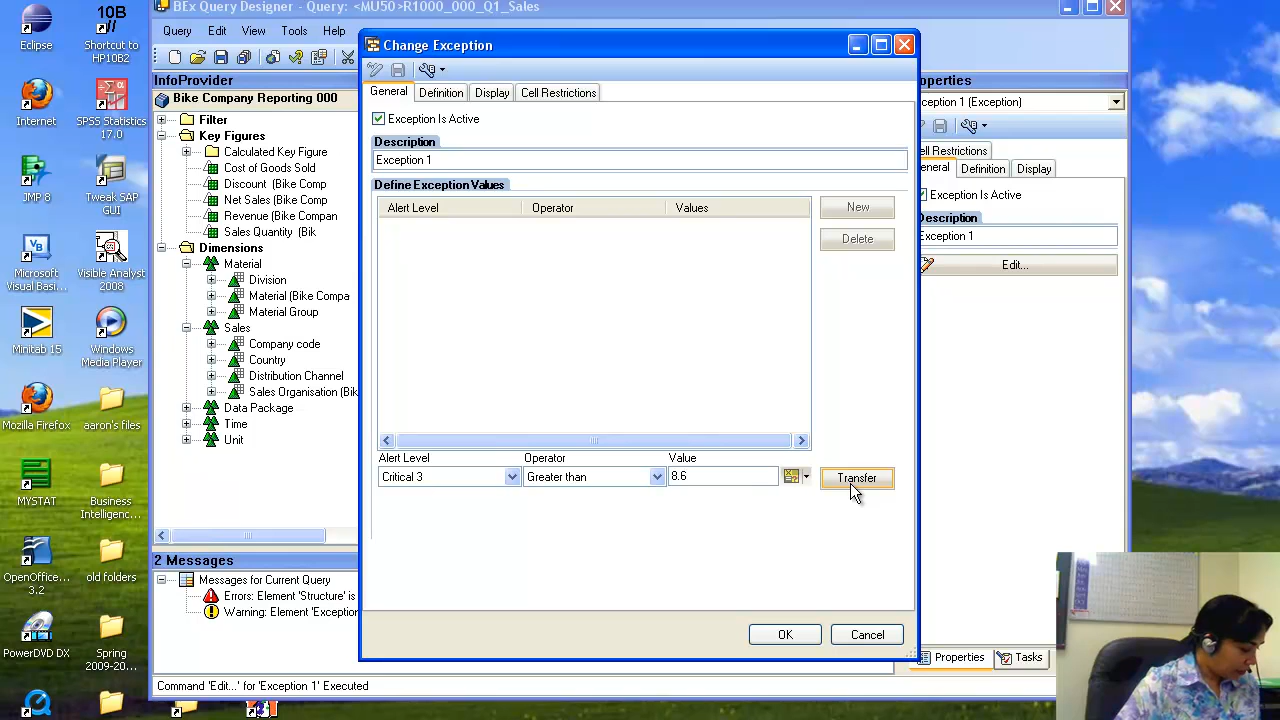 BEx Query Designer - Query: <MU50>R1000_000_Q1_Sales
Query Edit View Tools Help
InfoProvider
Bike Company Reporting 000
Filter
Key Figures
Calculated Key Figure
Cost of Goods Sold
Discount (Bike Comp
Net Sales (Bike Comp
Revenue (Bike Compan
Sales Quantity (Bik
Dimensions
Material
Division
Material (Bike Compa
Material Group
Sales
Company code
Country
Distribution Channel
Sales Organisation (Bik
Data Package
Time
Unit
2 Messages
Messages for Current Query
Errors: Element 'Structure' is
Warning: Element 'Exception
Command 'Edit...' for 'Exception 1' Executed
Change Exception
General Definition Display Cell Restrictions
Exception Is Active
Description
Exception 1
Define Exception Values
Alert Level Operator Values
New
Delete
Alert Level Operator Value
Critical 3 Greater than 8.6 Transfer
OK Cancel
operties
ception 1 (Exception)
ell Restrictions
eneral Definition Display
Exception Is Active
escription
xception 1
Edit...
Properties Tasks
Eclipse
Shortcut to
HP10B2
10B
II
Internet
SPSS Statistics
17.0
JMP 8
Tweak SAP
GUI
Microsoft
Visual Basi...
Visible Analyst
2008
Minitab 15
Windows
Media Player
Mozilla Firefox
aaron's files
MYSTAT
Business
Intelligenc...
OpenOffice...
3.2
old folders
PowerDVD DX
Spring
2009-20...